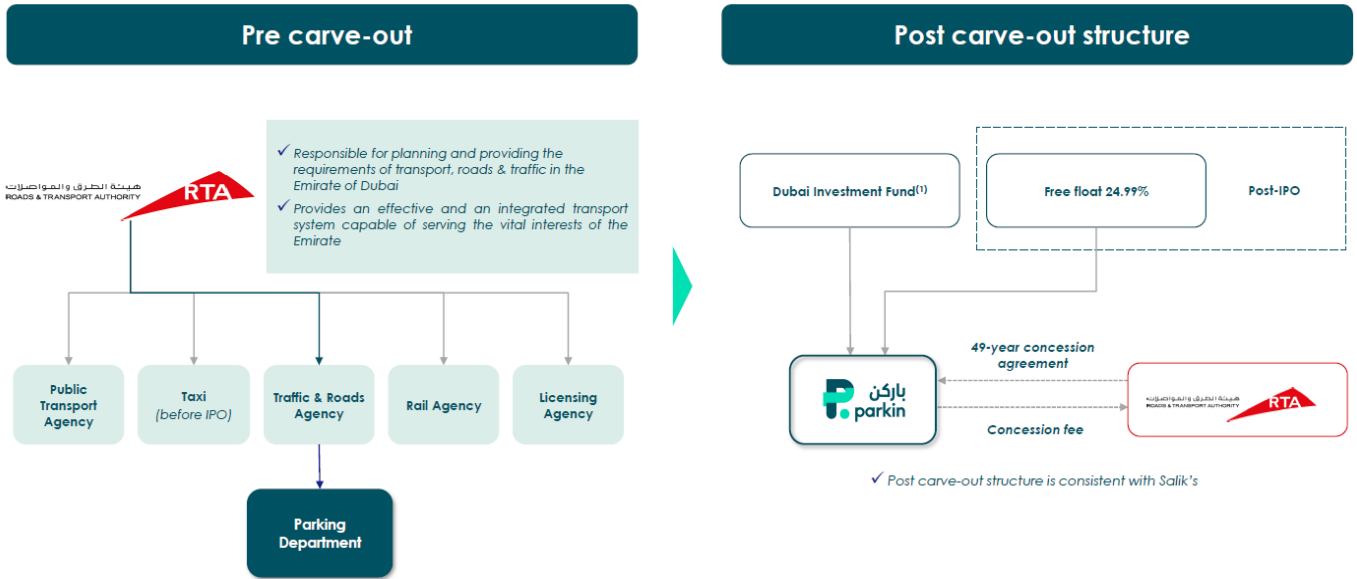 Pre carve-out
Post carve-out structure
هيئة الطرق والمواصلات
ROADS & TRANSPORT AUTHORITY
RTA
✓ Responsible for planning and providing the
requirements of transport, roads & traffic in the
Emirate of Dubai
✓ Provides an effective and an integrated transport
system capable of serving the vital interests of the
Emirate
Public
Transport
Agency
Taxi
(before IPO)
Traffic & Roads
Agency
Rail Agency
Licensing
Agency
Parking
Department
Dubai Investment Fund(1)
Free float 24.99%
Post-IPO
باركن
parkin
49-year concession
agreement
Concession fee
هيئة الطرق والمواصلات
ROADS & TRANSPORT AUTHORITY
RTA
✓ Post carve-out structure is consistent with Salik's